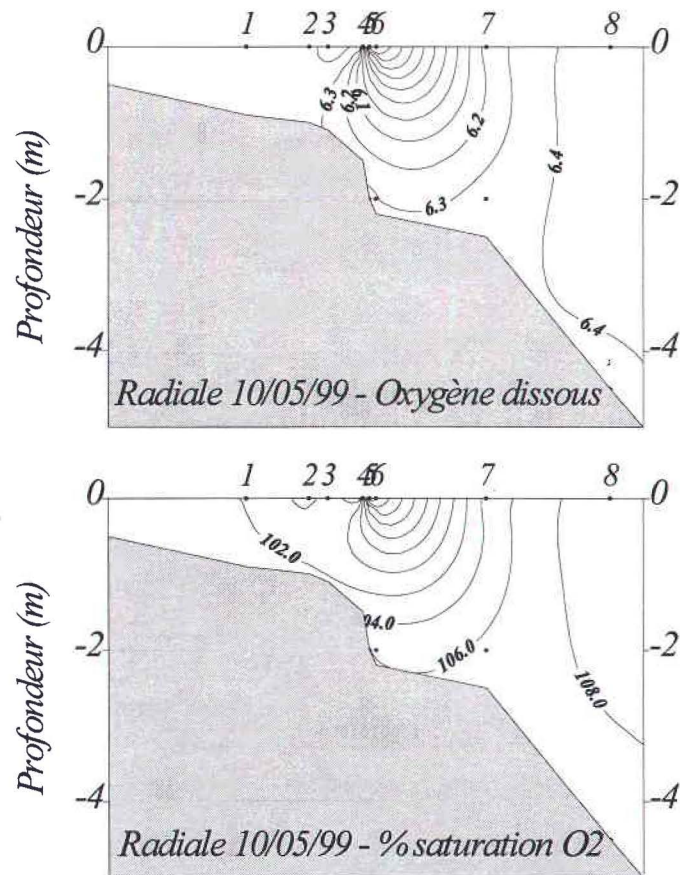 1 2 3 4 5 6 7 8
0 0
6.3 6.2 6.1 6.2 6.4
Profondeur (m)
-2 -2
6.3
6.4
-4 -4
Radiale 10/05/99 - Oxygène dissous
1 2 3 4 5 6 7 8
0 0
102.0
Profondeur (m)
104.0
-2 -2
106.0
108.0
-4 -4
Radiale 10/05/99 - % saturation O2